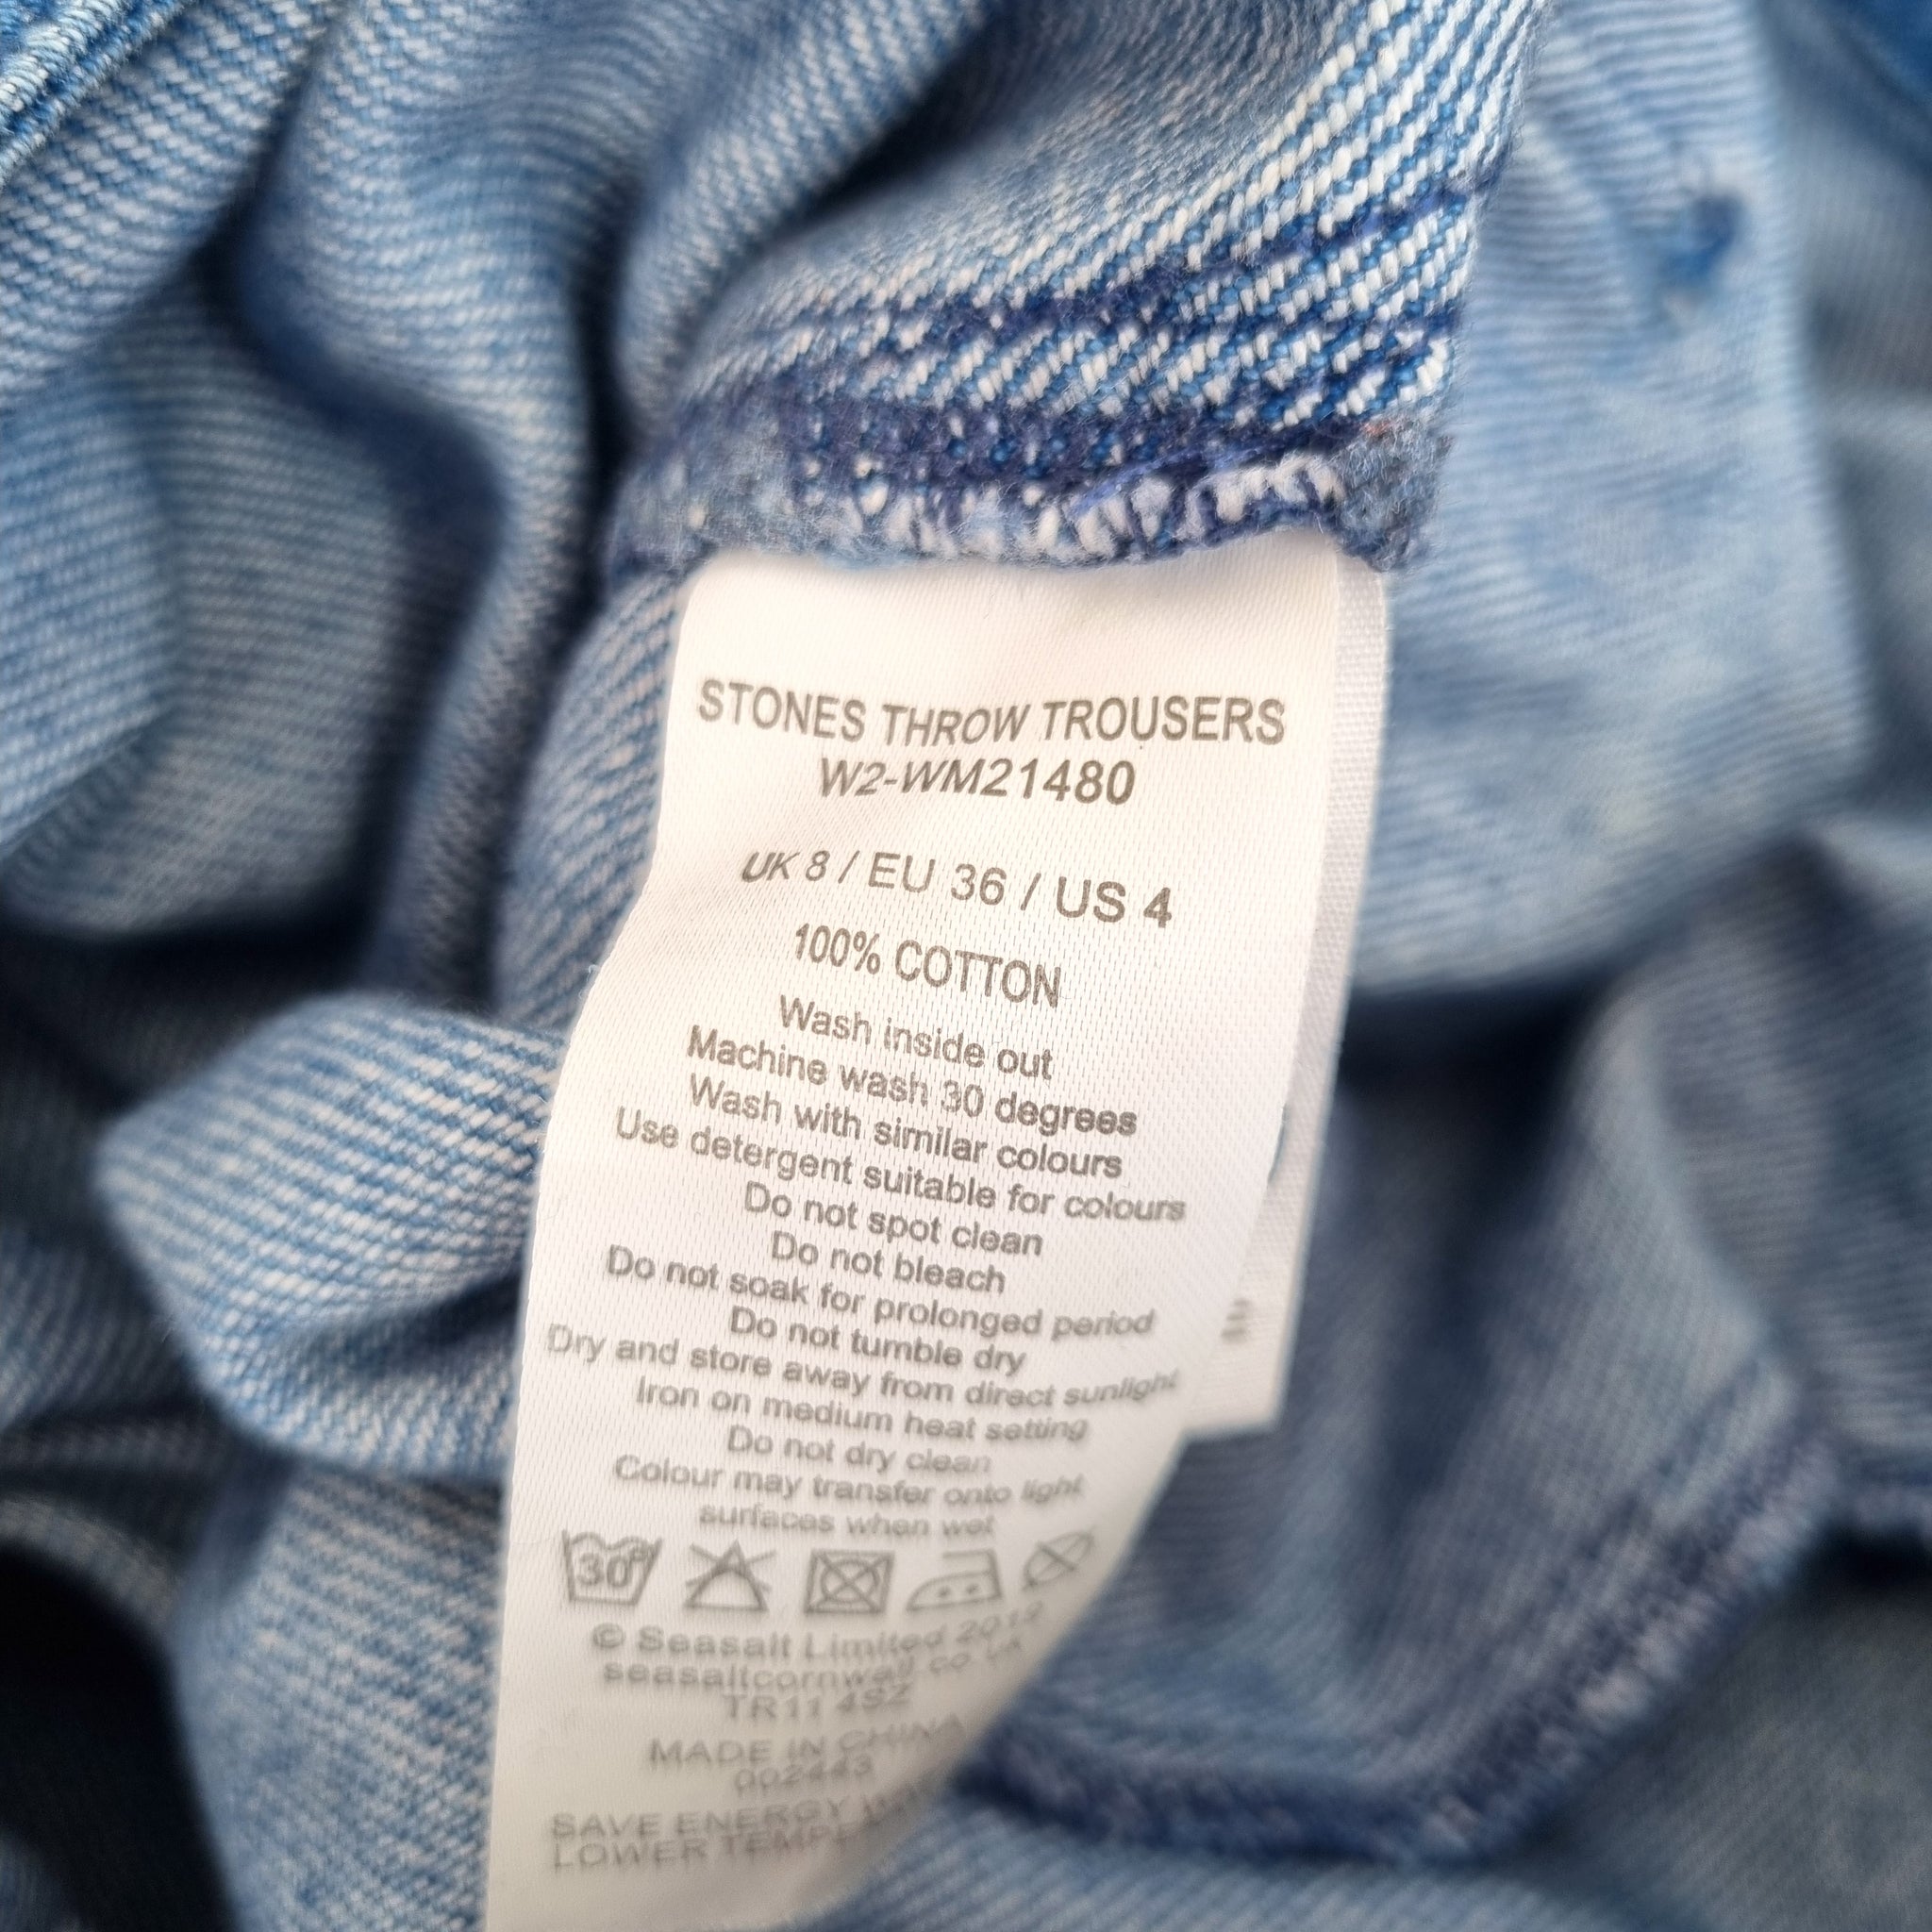 STONES THROW TROUSERS
W2-WM21480
UK 8 / EU 36 / US 4
100% COTTON
Wash inside out
Machine wash 30 degrees
Wash with similar colours
Use detergent suitable for colours
Do not spot clean
Do not bleach
Do not soak for prolonged period
Do not tumble dry
Dry and store away from direct sunlight
Iron on medium heat setting
Do not dry clean
Colour may transfer onto light
surfaces when wet
30°
© Seasalt Limited 2019
seasaltcornwall.co.uk
TR11 4SZ
MADE IN CHINA
002443
SAVE ENERGY
LOWER